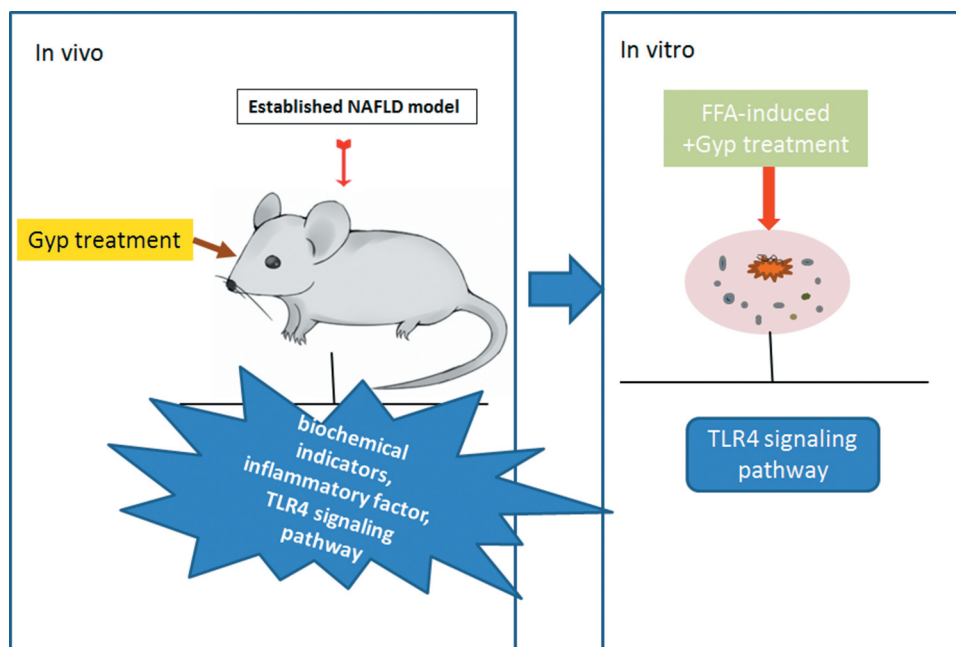 In vivo
Established NAFLD model
Gyp treatment
biochemical
indicators,
inflammatory factor,
TLR4 signaling
pathway
In vitro
FFA-induced
+Gyp treatment
TLR4 signaling
pathway